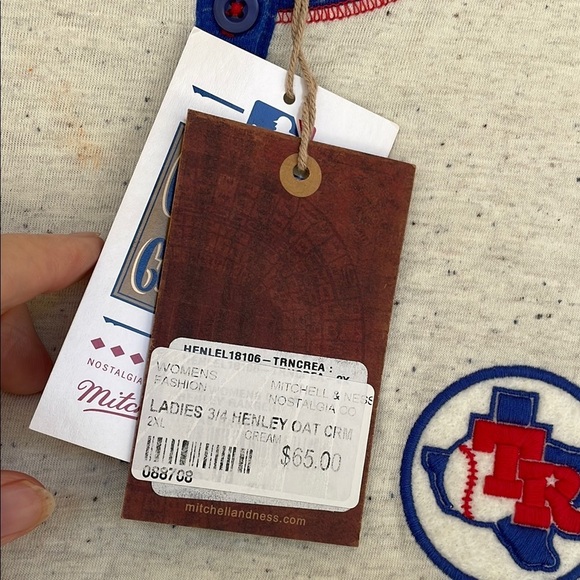 NOSTALGIA
Mitc
HENLEL18106-TRNCREA :
WOMENS
FASHION
MITCHELL & NESS
NOSTALGIA CO
LADIES 3/4 HENLEY OAT CRM
2XL
CREAM
$65.00
088708
mitchellandness.com
TR